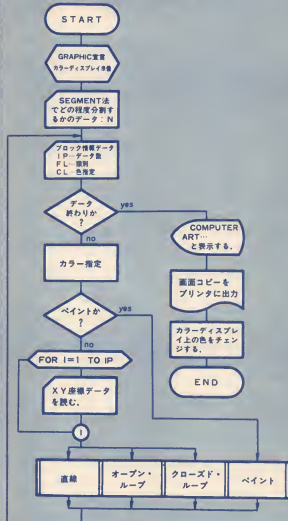 START
GRAPHIC宣言
カラーディスプレイ準備
SEGMENT法
でどの程度分割す
るかのデータ：N
ブロック情報データ
IP…データ数
FL…識別
CL…色指定
データ
終わりか
?
yes
no
カラー指定
ペイントか
?
yes
no
FOR I=1 TO IP
XY座標データ
を読む.
I
直線
オープン・
ループ
クローズド・
ループ
ペイント
COMPUTER
ART…
と表示する.
画面コピーを
プリンタに出力
カラーディスプレ
イ上の色をチェン
ジする.
END